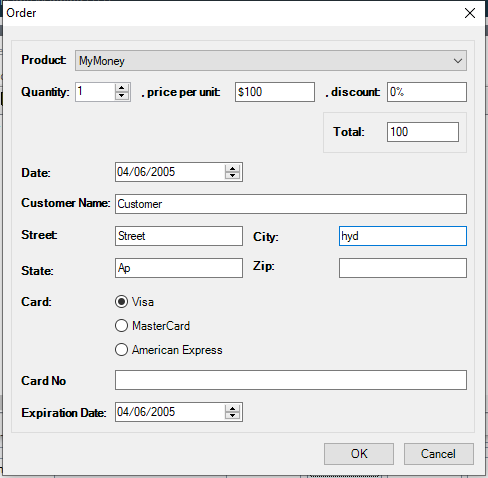 Order
Product: MyMoney
Quantity: 1 , price per unit: $100 , discount: 0%
Total: 100
Date: 04/06/2005
Customer Name: Customer
Street: Street City: hyd
State: Ap Zip:
Card: Visa
MasterCard
American Express
Card No
Expiration Date: 04/06/2005
OK Cancel